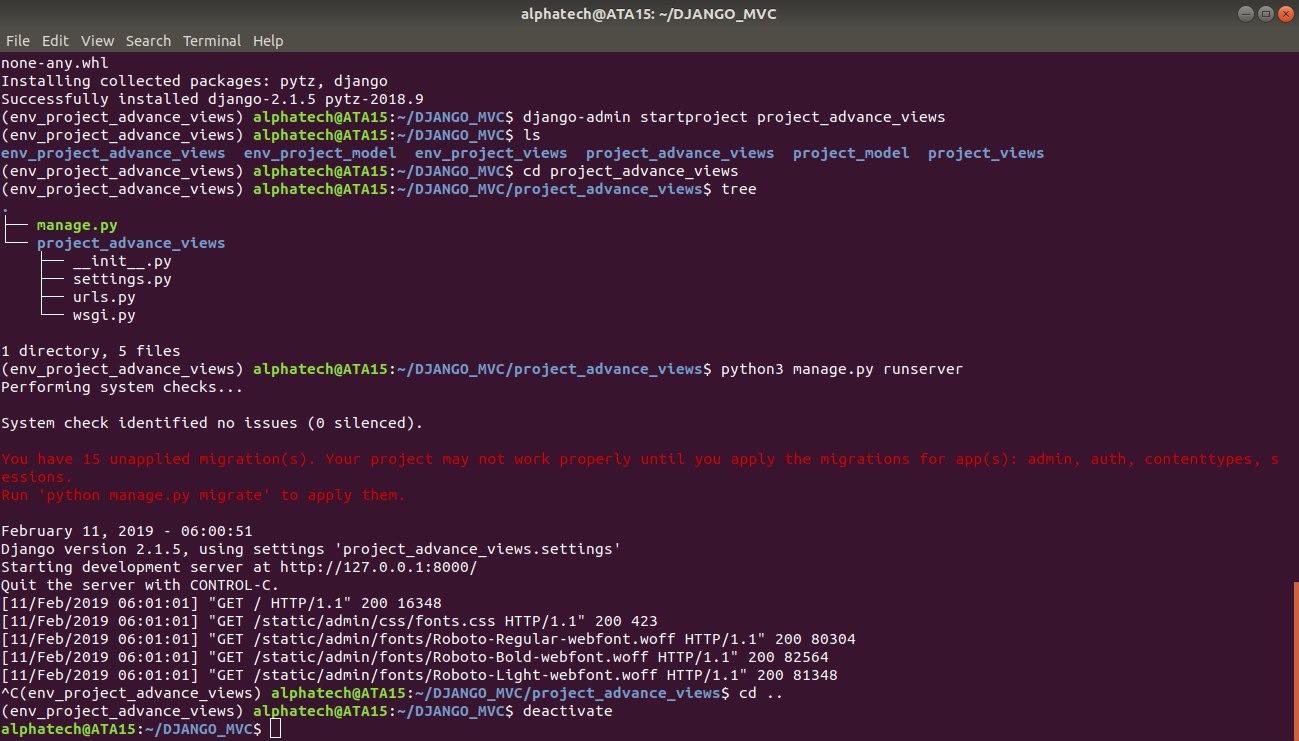 alphatech@ATA15: ~/DJANGO_MVC
File Edit View Search Terminal Help
none-any.whl
Installing collected packages: pytz, django
Successfully installed django-2.1.5 pytz-2018.9
(env_project_advance_views) alphatech@ATA15:~/DJANGO_MVC$ django-admin startproject project_advance_views
(env_project_advance_views) alphatech@ATA15:~/DJANGO_MVC$ ls
env_project_advance_views  env_project_model  env_project_views  project_advance_views  project_model  project_views
(env_project_advance_views) alphatech@ATA15:~/DJANGO_MVC$ cd project_advance_views
(env_project_advance_views) alphatech@ATA15:~/DJANGO_MVC/project_advance_views$ tree
.
├── manage.py
└── project_advance_views
    ├── __init__.py
    ├── settings.py
    ├── urls.py
    └── wsgi.py
1 directory, 5 files
(env_project_advance_views) alphatech@ATA15:~/DJANGO_MVC/project_advance_views$ python3 manage.py runserver
Performing system checks...
System check identified no issues (0 silenced).
You have 15 unapplied migration(s). Your project may not work properly until you apply the migrations for app(s): admin, auth, contenttypes, s
essions.
Run 'python manage.py migrate' to apply them.
February 11, 2019 - 06:00:51
Django version 2.1.5, using settings 'project_advance_views.settings'
Starting development server at http://127.0.0.1:8000/
Quit the server with CONTROL-C.
[11/Feb/2019 06:01:01] "GET / HTTP/1.1" 200 16348
[11/Feb/2019 06:01:01] "GET /static/admin/css/fonts.css HTTP/1.1" 200 423
[11/Feb/2019 06:01:01] "GET /static/admin/fonts/Roboto-Regular-webfont.woff HTTP/1.1" 200 80304
[11/Feb/2019 06:01:01] "GET /static/admin/fonts/Roboto-Bold-webfont.woff HTTP/1.1" 200 82564
[11/Feb/2019 06:01:01] "GET /static/admin/fonts/Roboto-Light-webfont.woff HTTP/1.1" 200 81348
^C(env_project_advance_views) alphatech@ATA15:~/DJANGO_MVC/project_advance_views$ cd ..
(env_project_advance_views) alphatech@ATA15:~/DJANGO_MVC$ deactivate
alphatech@ATA15:~/DJANGO_MVC$